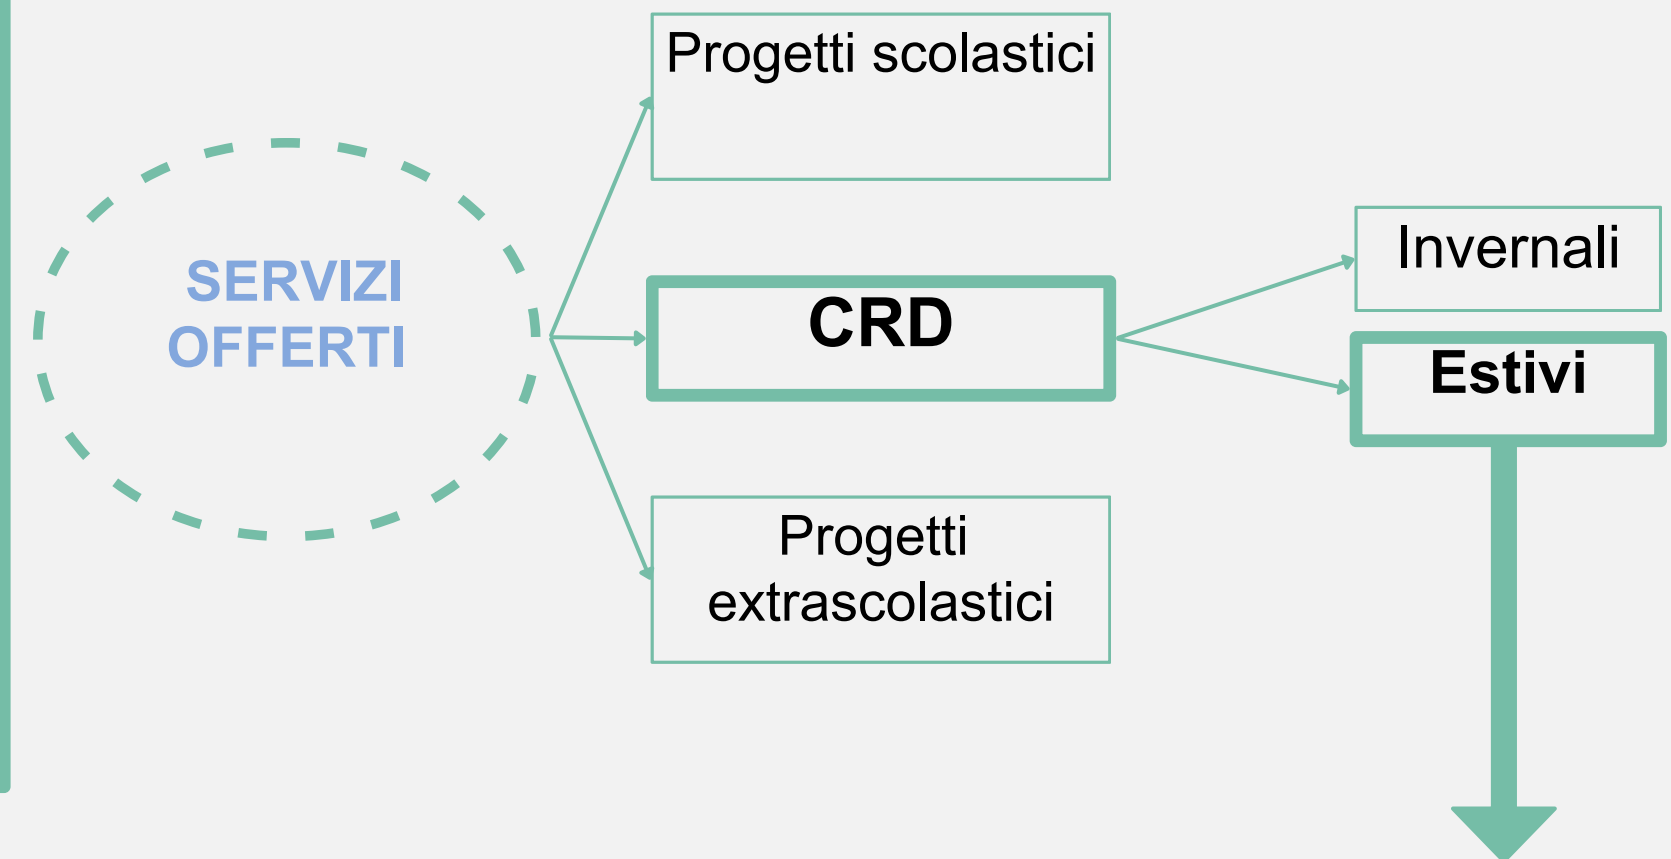 SERVIZI
OFFERTI
Progetti scolastici
CRD
Progetti
extrascolastici
Invernali
Estivi